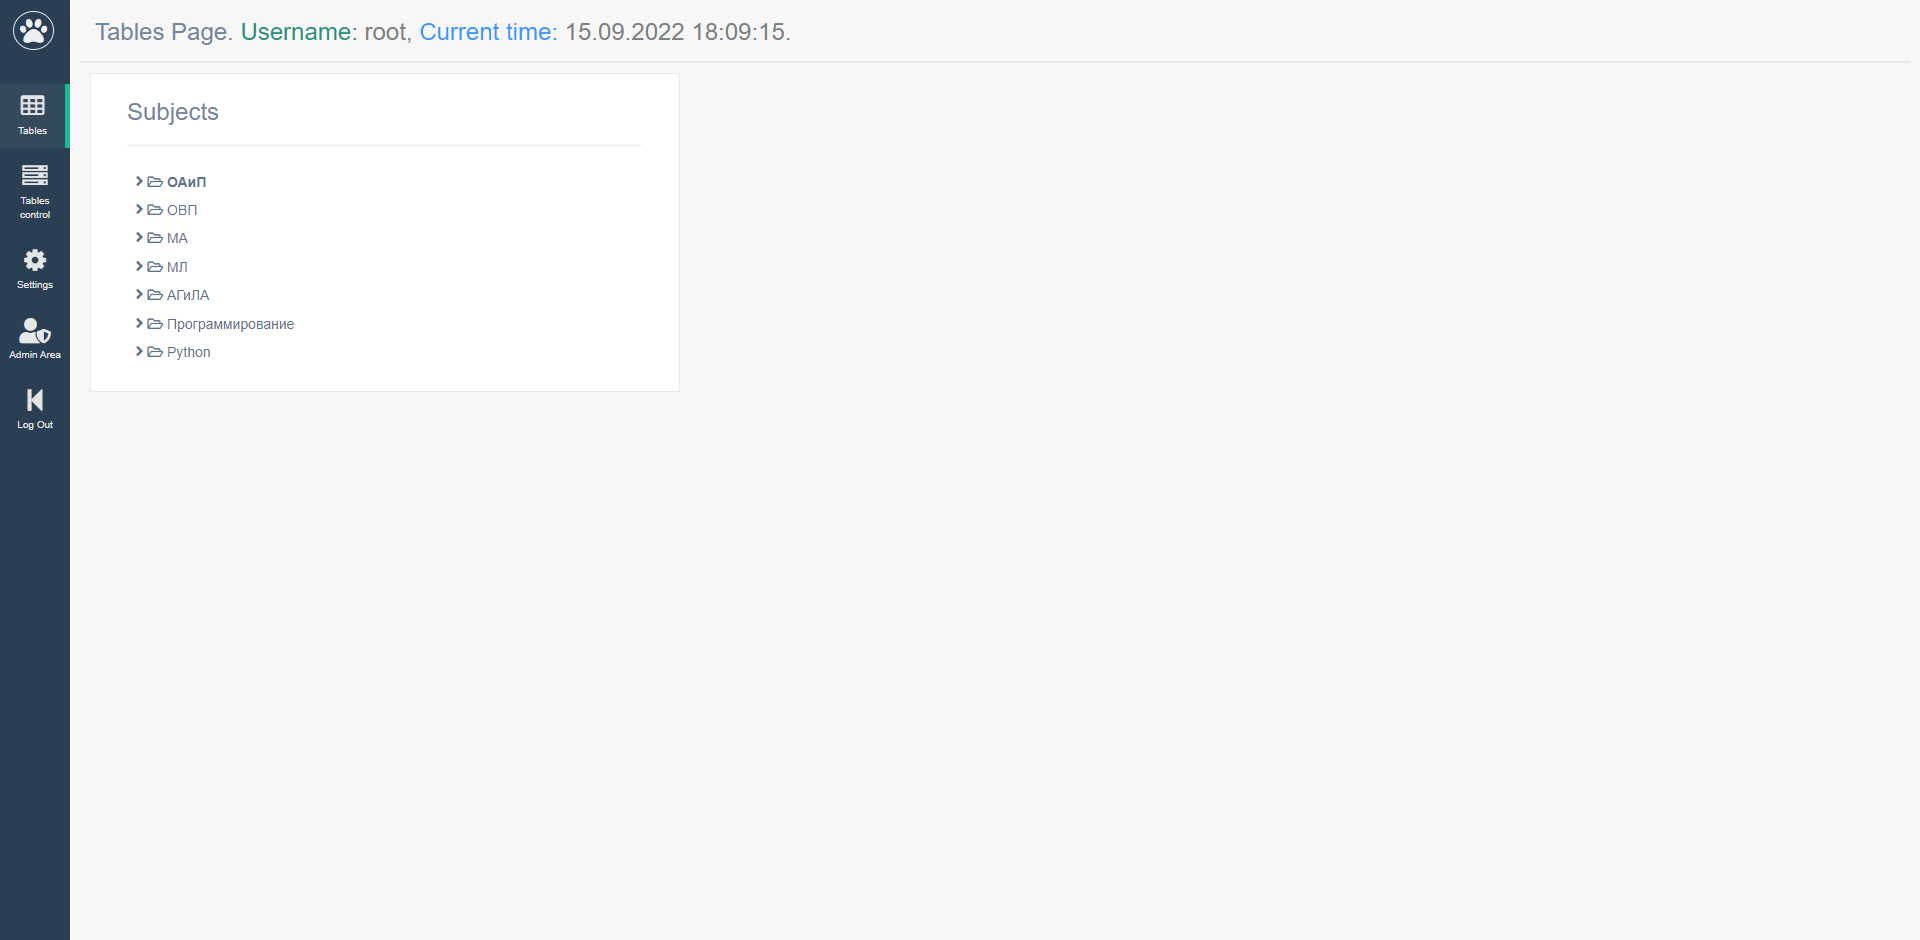 Tables Page. Username: root, Current time: 15.09.2022 18:09:15.
Tables
Tables
control
Settings
Admin Area
Log Out
Subjects
ОАиП
ОВП
МА
МЛ
АГиЛА
Программирование
Python